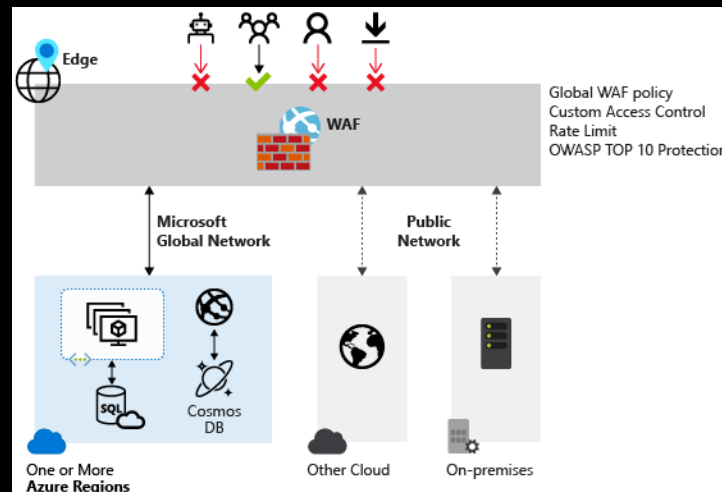 Edge
WAF
Global WAF policy
Custom Access Control
Rate Limit
OWASP TOP 10 Protection
Microsoft
Global Network
Public
Network
SQL
Cosmos
DB
One or More
Azure Regions
Other Cloud
On-premises